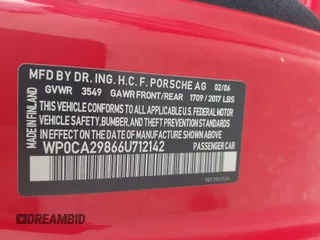 MFD BY DR. ING. H.C.F. PORSCHE AG 02/06
GVWR 3549 GAWR FRONT/REAR 1709/2017 LBS
MADE IN FINLAND
THIS VEHICLE CONFORMS TO ALL APPLICABLE U.S. FEDERAL MOTOR
VEHICLE SAFETY, BUMPER, AND THEFT PREVENTION STANDARDS IN
EFFECT ON THE DATE OF MANUFACTURE SHOWN ABOVE
WP0CA29866U712142 PASSENGER CAR
© DREAMBID
DREAMBID.COM